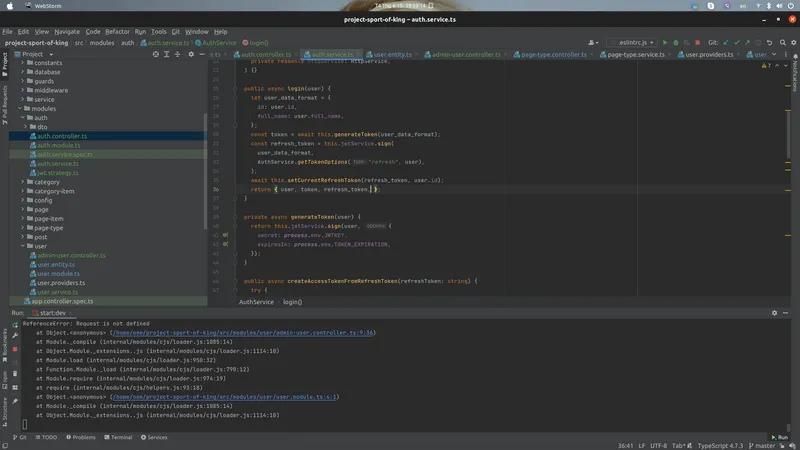 WebStorm
project-sport-of-king – auth.service.ts
File Edit View Navigate Code Refactor Run Tools Git Window Help
project-sport-of-king src modules auth auth.service.ts AuthService login()
.eslintrc.js Git:
Project
auth.controller.ts auth.service.ts user.entity.ts admin-user.controller.ts page-type.controller.ts page-type.service.ts user.providers.ts user.
constants
database
guards
middleware
service
modules
auth
dto
auth.controller.ts
auth.module.ts
auth.service.spec.ts
auth.service.ts
jwt.strategy.ts
category
category-item
config
page
page-item
page-type
post
user
admin-user.controller.ts
user.entity.ts
user.module.ts
user.providers.ts
user.service.ts
app.controller.spec.ts
) {}
public async login(user) {
let user_data_format = {
id: user.id,
full_name: user.full_name,
};
const token = await this.generateToken(user_data_format);
const refresh_token = this.jwtService.sign(
user_data_format,
AuthService.getTokenOptions( type: "refresh", user),
);
await this.setCurrentRefreshToken(refresh_token, user.id);
return { user, token, refresh_token, };
}
private async generateToken(user) {
return this.jwtService.sign(user, options: {
secret: process.env.JWTKEY,
expiresIn: process.env.TOKEN_EXPIRATION,
});
}
public async createAccessTokenFromRefreshToken(refreshToken: string) {
try {
AuthService login()
Run: start:dev
ReferenceError: Request is not defined
at Object.<anonymous> (/home/oem/project-sport-of-king/src/modules/user/admin-user.controller.ts:9:36)
at Module._compile (internal/modules/cjs/loader.js:1085:14)
at Object.Module._extensions..js (internal/modules/cjs/loader.js:1114:10)
at Module.load (internal/modules/cjs/loader.js:950:32)
at Function.Module._load (internal/modules/cjs/loader.js:790:12)
at Module.require (internal/modules/cjs/loader.js:974:19)
at require (internal/modules/cjs/helpers.js:93:18)
at Object.<anonymous> (/home/oem/project-sport-of-king/src/modules/user/user.module.ts:4:1)
at Module._compile (internal/modules/cjs/loader.js:1085:14)
at Object.Module._extensions..js (internal/modules/cjs/loader.js:1114:10)
Git TODO Problems Terminal Services
Run
36:41 LF UTF-8 Tab* TypeScript 4.7.3 master
Project
Pull Requests
Bookmarks
npm
Structure
Notifications